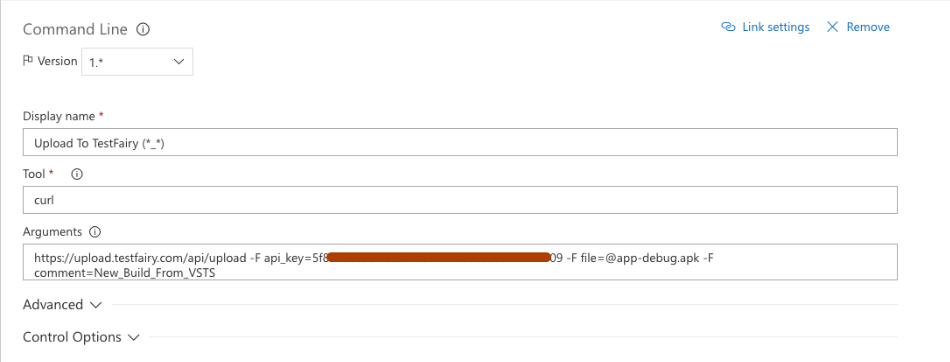 Command Line
Link settings
Remove
Version
1.*
Display name *
Upload To TestFairy (*_*)
Tool *
curl
Arguments
https://upload.testfairy.com/api/upload -F api_key=5f8 09 -F file=@app-debug.apk -F
comment=New_Build_From_VSTS
Advanced
Control Options